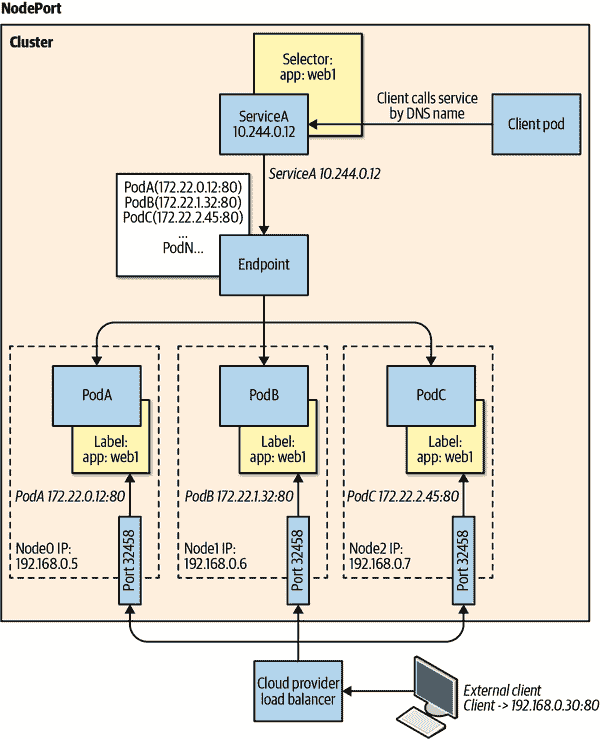 NodePort
Cluster
Selector:
app: web1
ServiceA
10.244.0.12
Client calls service
by DNS name
Client pod
ServiceA 10.244.0.12
PodA(172.22.0.12:80)
PodB(172.22.1.32:80)
PodC(172.22.2.45:80)
...
PodN...
Endpoint
PodA
Label:
app: web1
PodA 172.22.0.12:80
Node0 IP:
192.168.0.5
Port 32458
PodB
Label:
app: web1
PodB 172.22.1.32:80
Node1 IP:
192.168.0.6
Port 32458
PodC
Label:
app: web1
PodC 172.22.2.45:80
Node2 IP:
192.168.0.7
Port 32458
Cloud provider
load balancer
External client
Client -> 192.168.0.30:80